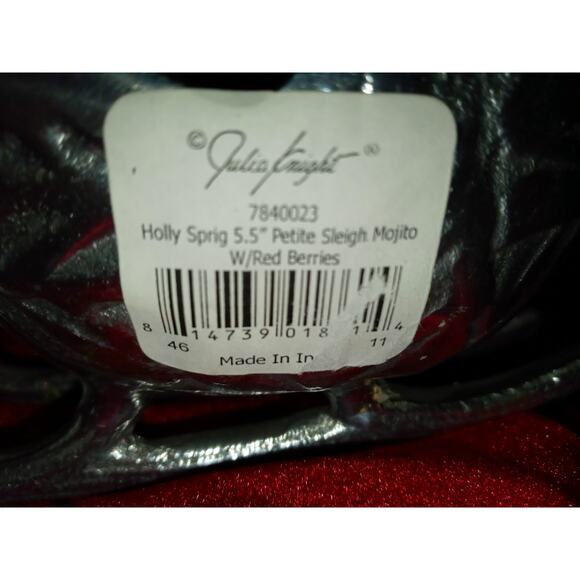 © Julia Knight ®
7840023
Holly Sprig 5.5" Petite Sleigh Mojito
W/Red Berries
8 14739 018 1 4
46 11
Made In In